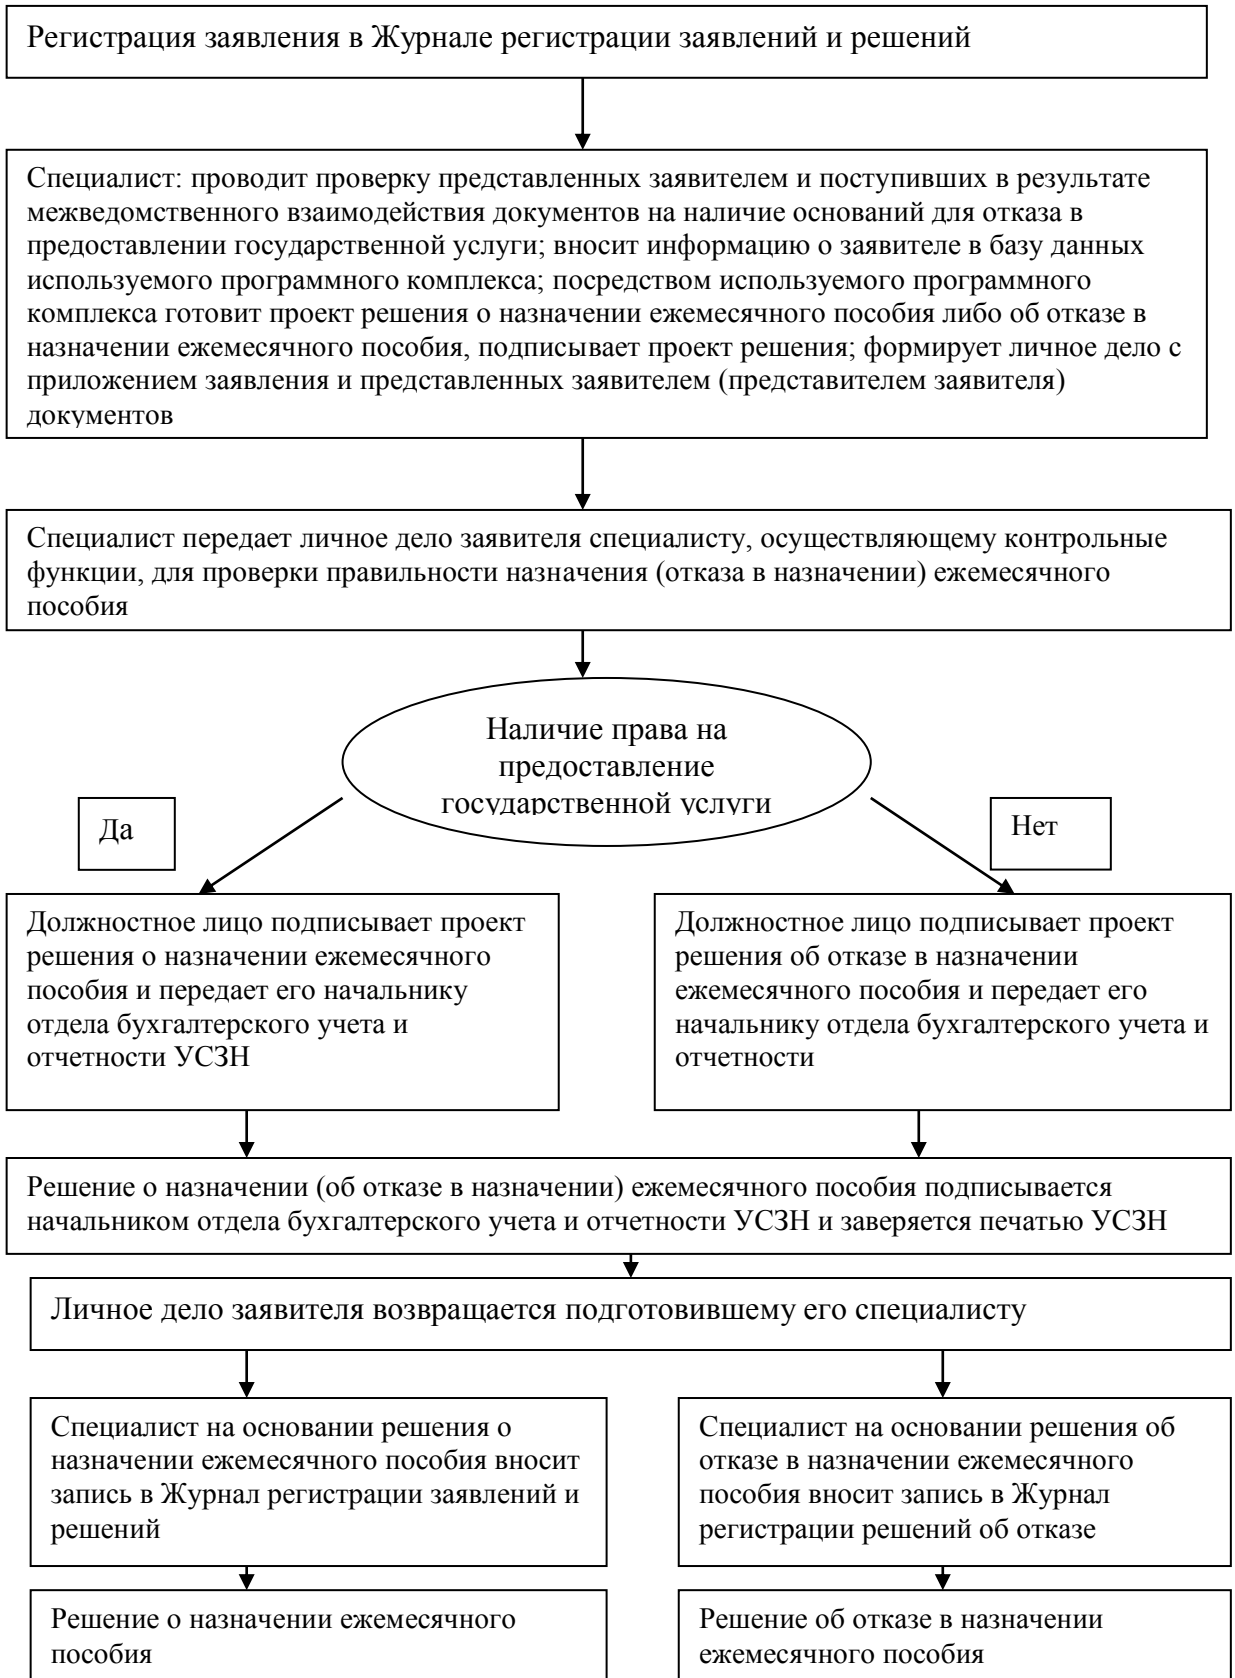 Регистрация заявления в Журнале регистрации заявлений и решений
Специалист: проводит проверку представленных заявителем и поступивших в результате
межведомственного взаимодействия документов на наличие оснований для отказа в
предоставлении государственной услуги; вносит информацию о заявителе в базу данных
используемого программного комплекса; посредством используемого программного
комплекса готовит проект решения о назначении ежемесячного пособия либо об отказе в
назначении ежемесячного пособия, подписывает проект решения; формирует личное дело с
приложением заявления и представленных заявителем (представителем заявителя)
документов
Специалист передает личное дело заявителя специалисту, осуществляющему контрольные
функции, для проверки правильности назначения (отказа в назначении) ежемесячного
пособия
Наличие права на
предоставление
государственной услуги
Да
Нет
Должностное лицо подписывает проект
решения о назначении ежемесячного
пособия и передает его начальнику
отдела бухгалтерского учета и
отчетности УСЗН
Должностное лицо подписывает проект
решения об отказе в назначении
ежемесячного пособия и передает его
начальнику отдела бухгалтерского учета и
отчетности
Решение о назначении (об отказе в назначении) ежемесячного пособия подписывается
начальником отдела бухгалтерского учета и отчетности УСЗН и заверяется печатью УСЗН
Личное дело заявителя возвращается подготовившему его специалисту
Специалист на основании решения о
назначении ежемесячного пособия вносит
запись в Журнал регистрации заявлений и
решений
Специалист на основании решения об
отказе в назначении ежемесячного
пособия вносит запись в Журнал
регистрации решений об отказе
Решение о назначении ежемесячного
пособия
Решение об отказе в назначении
ежемесячного пособия